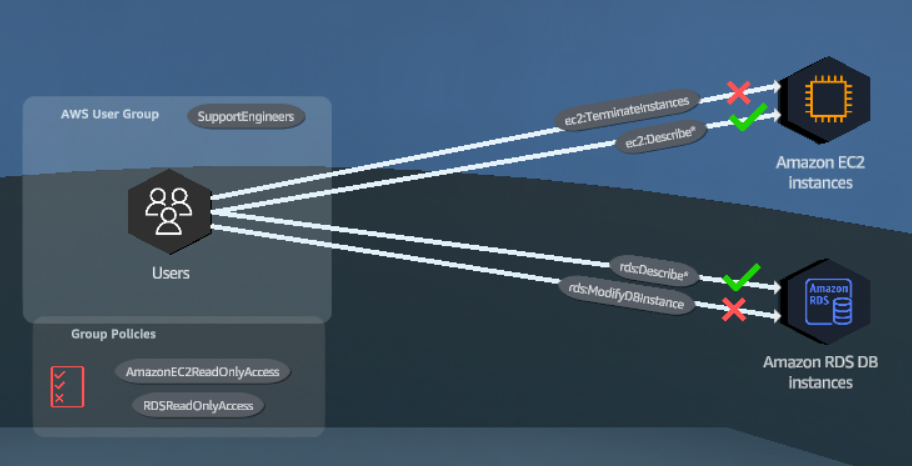 AWS User Group
SupportEngineers
Users
Group Policies
AmazonEC2ReadOnlyAccess
RDSReadOnlyAccess
ec2:TerminateInstances
ec2:Describe*
Amazon EC2
instances
rds:Describe*
rds:ModifyDBInstance
Amazon
RDS
Amazon RDS DB
instances